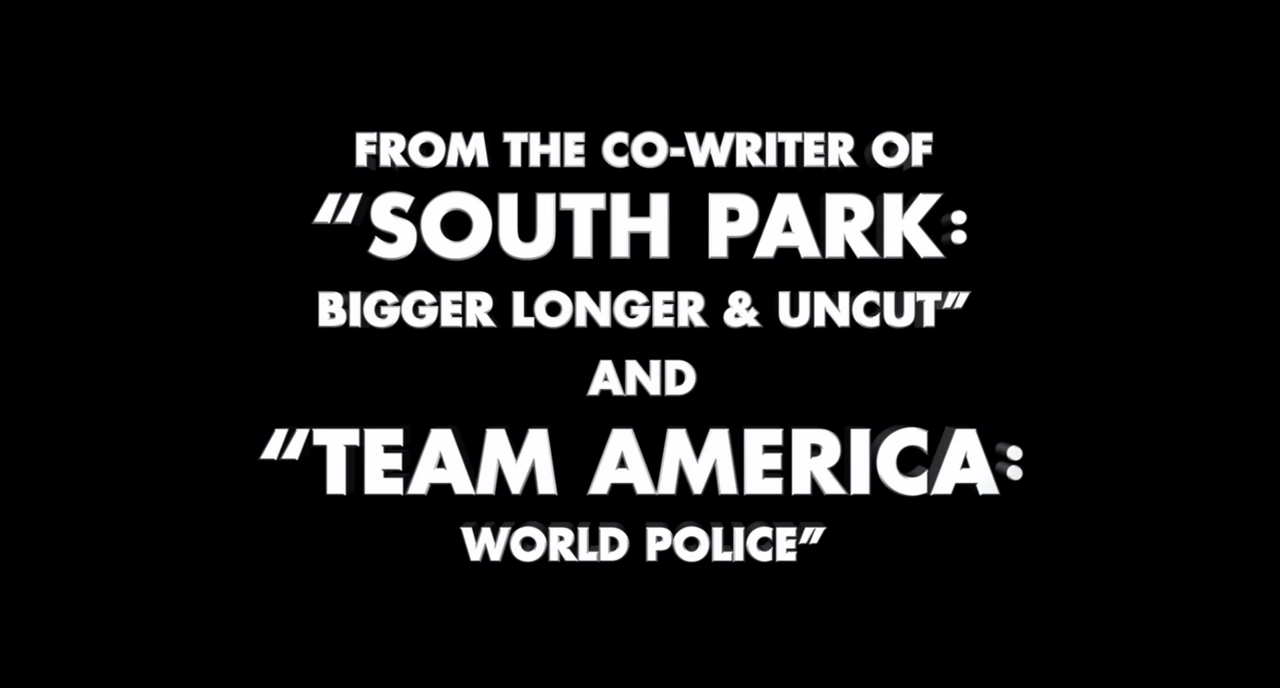 FROM THE CO-WRITER OF
“SOUTH PARK:
BIGGER LONGER & UNCUT”
AND
“TEAM AMERICA:
WORLD POLICE”